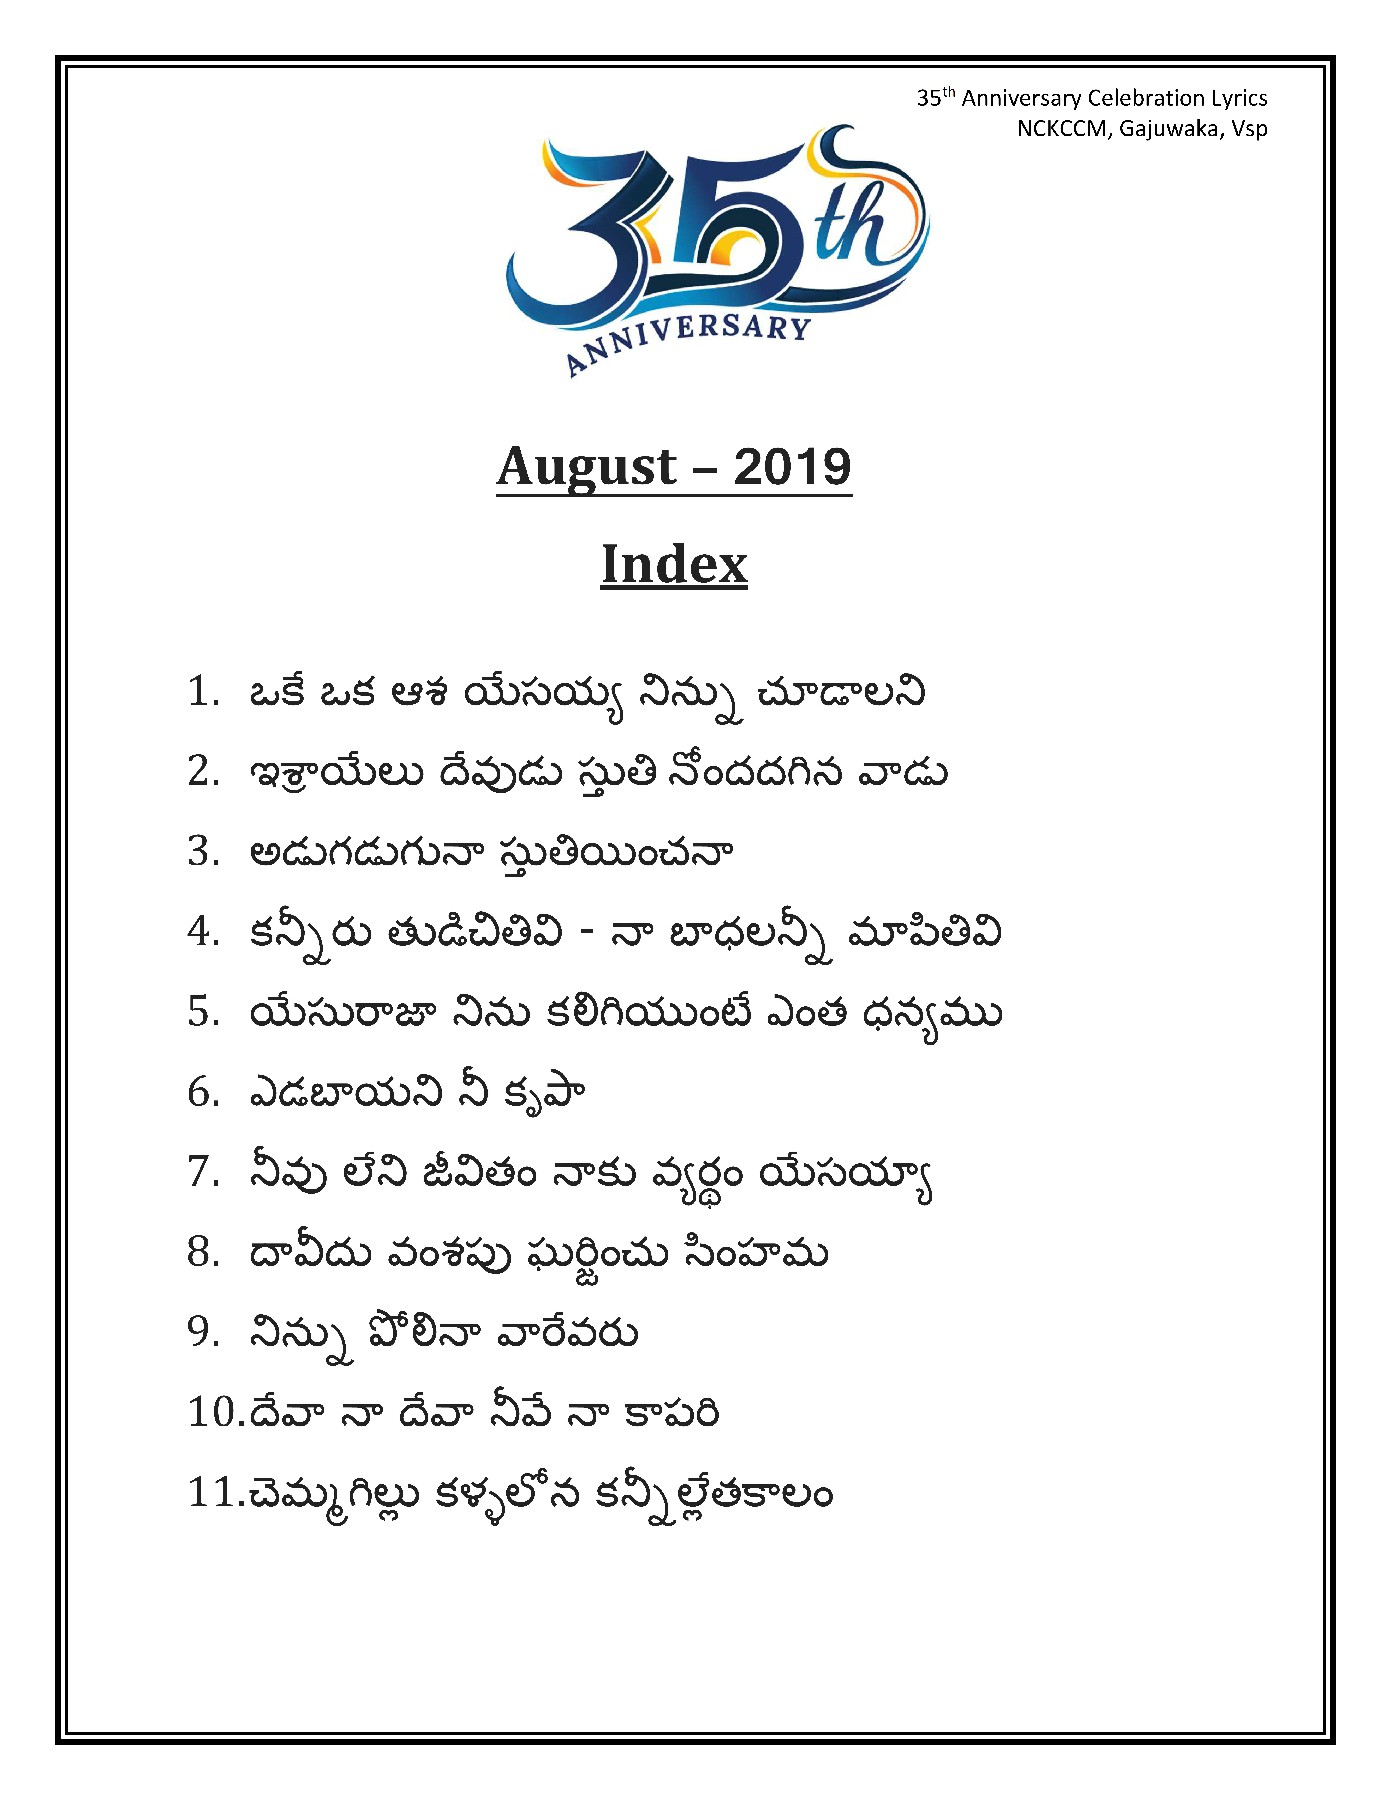 35th Anniversary Celebration Lyrics
NCKCCM, Gajuwaka, Vsp
35th
ANNIVERSARY
August – 2019
Index
1. ఒకే ఒక ఆశ యేసయ్య నిన్ను చూడాలని
2. ఇశ్రాయేలు దేవుడు స్తుతి నోందదగిన వాడు
3. అడుగడుగునా స్తుతియించనా
4. కన్నీరు తుడిచితివి - నా బాధలన్నీ మాపితివి
5. యేసురాజా నిను కలిగియుంటే ఎంత ధన్యము
6. ఎడబాయని నీ కృపా
7. నీవు లేని జీవితం నాకు వ్యర్థం యేసయ్యా
8. దావీదు వంశపు ఘర్జించు సింహమ
9. నిన్ను పోలినా వారేవరు
10.దేవా నా దేవా నీవే నా కాపరి
11.చెమ్మగిల్లు కళ్ళలోన కన్నీల్లేతకాలం